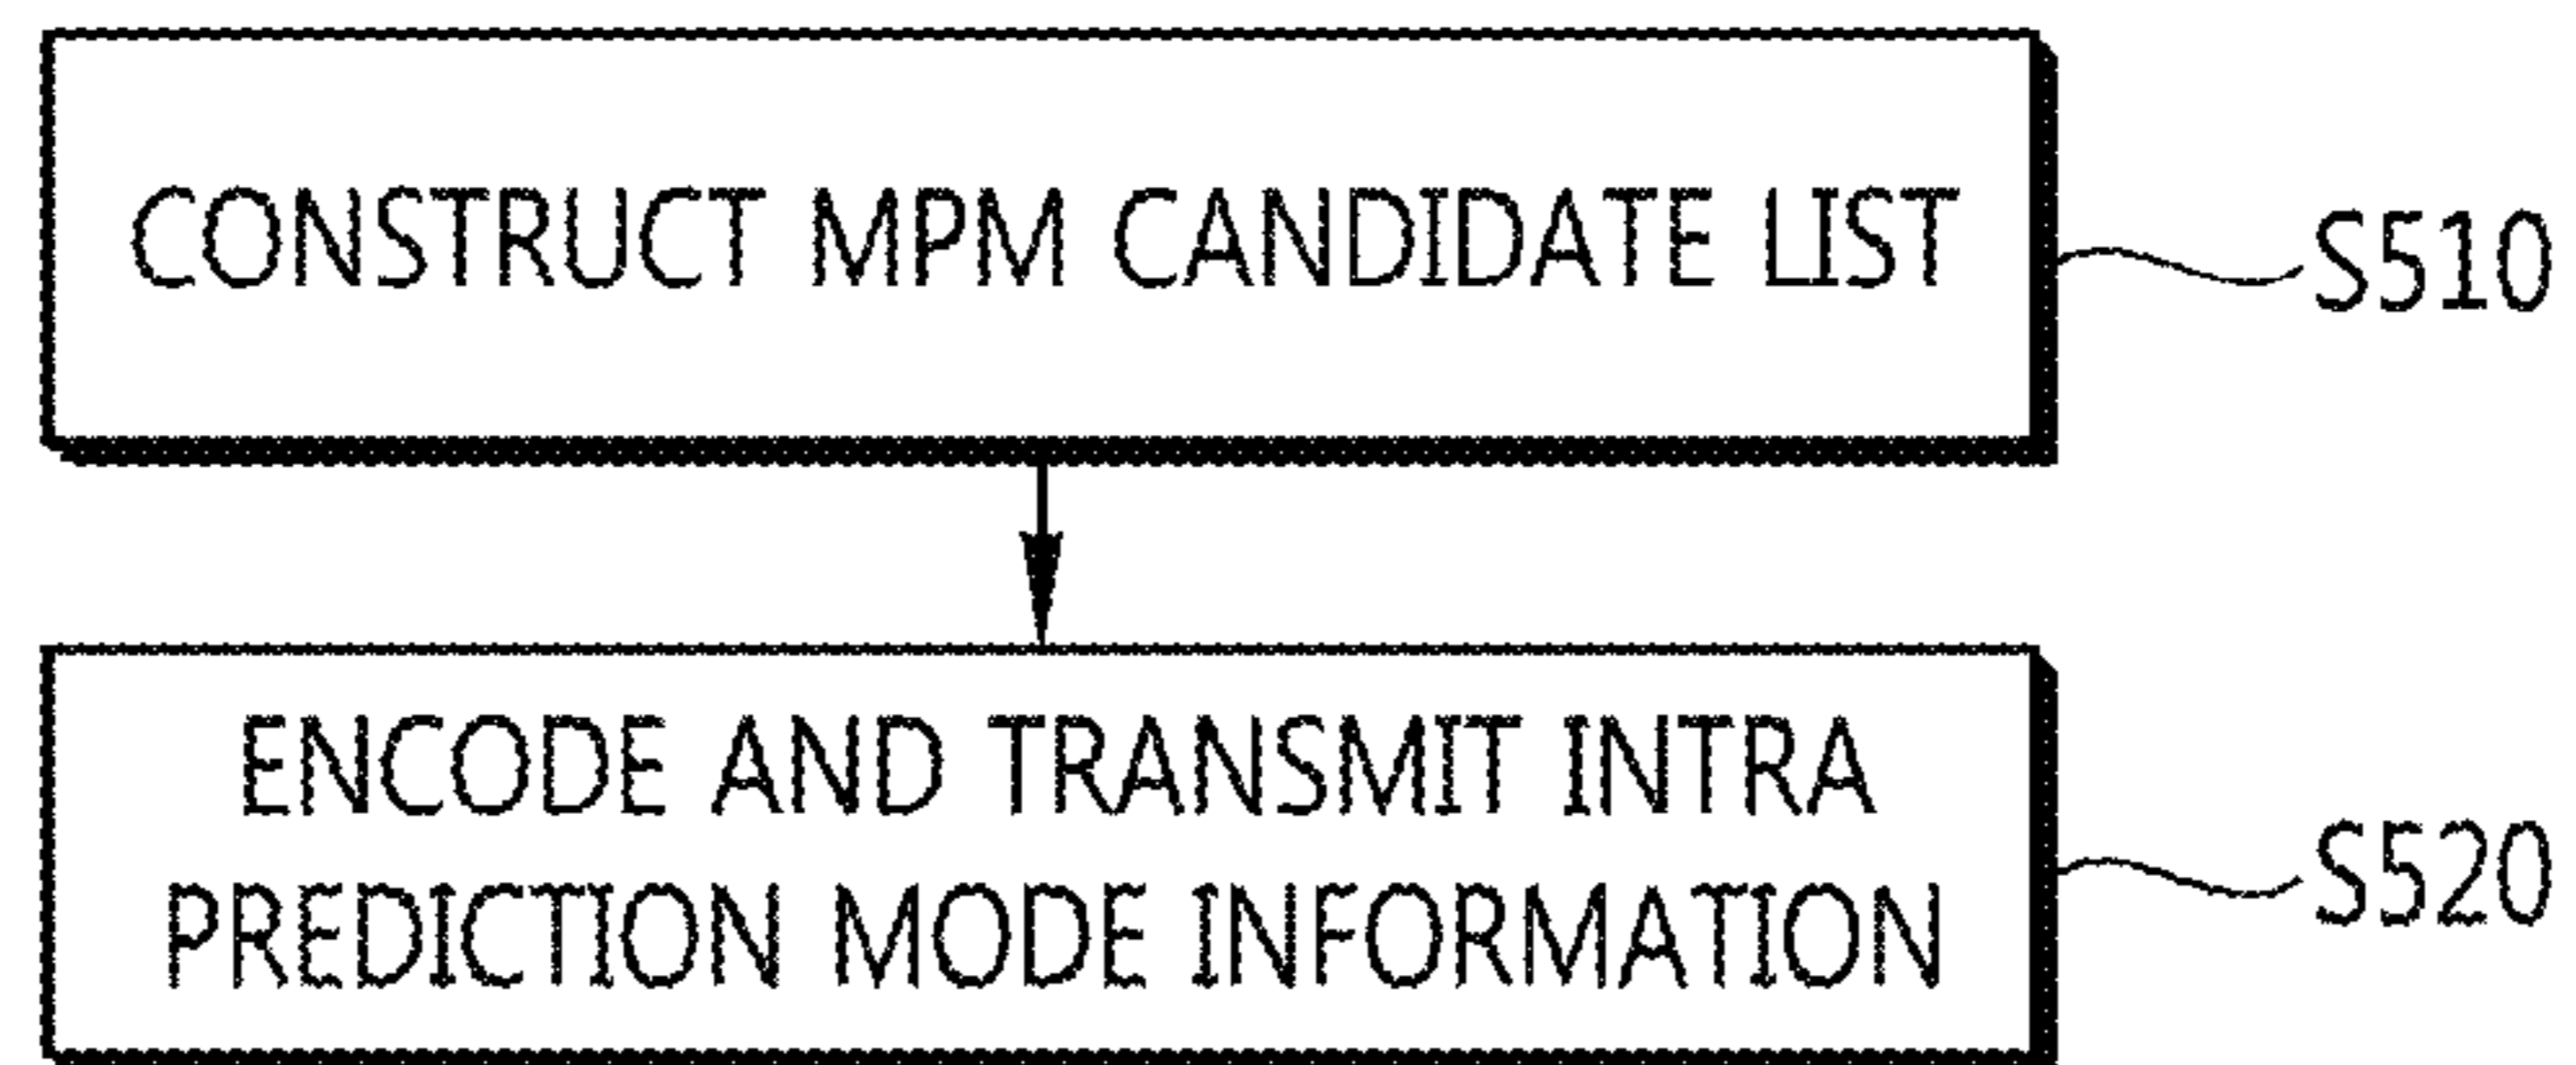 CONSTRUCT MPM CANDIDATE LIST
S510
ENCODE AND TRANSMIT INTRA
PREDICTION MODE INFORMATION
S520